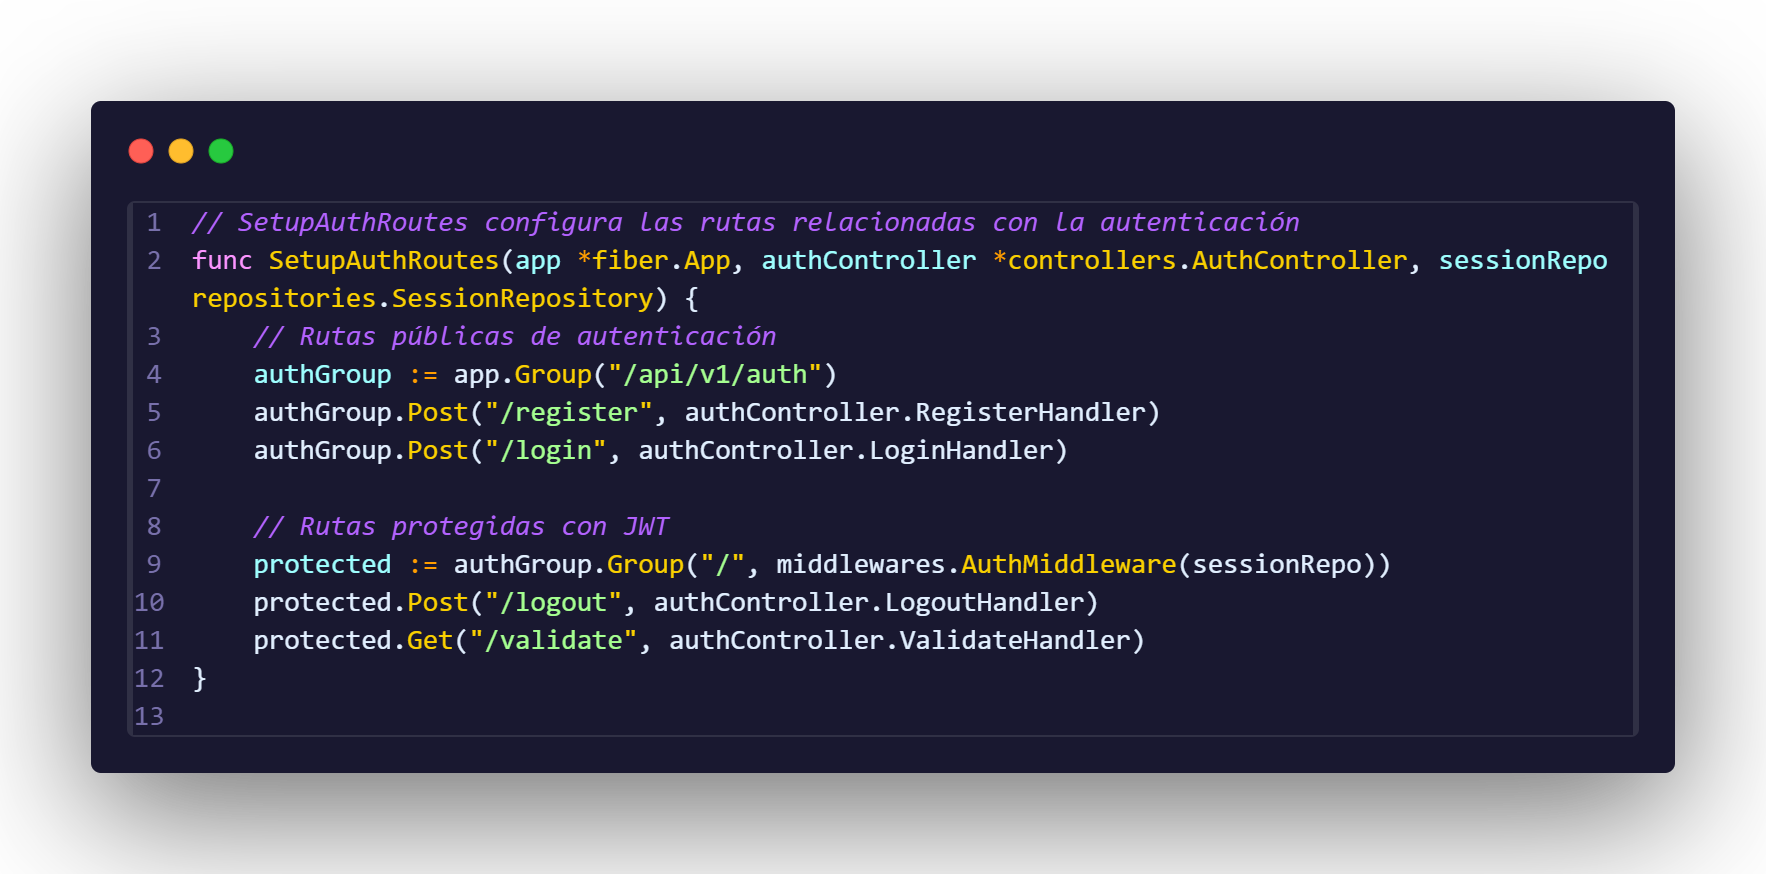 1 // SetupAuthRoutes configura las rutas relacionadas con la autenticación
2 func SetupAuthRoutes(app *fiber.App, authController *controllers.AuthController, sessionRepo
repositories.SessionRepository) {
3     // Rutas públicas de autenticación
4     authGroup := app.Group("/api/v1/auth")
5     authGroup.Post("/register", authController.RegisterHandler)
6     authGroup.Post("/login", authController.LoginHandler)
7
8     // Rutas protegidas con JWT
9     protected := authGroup.Group("/", middlewares.AuthMiddleware(sessionRepo))
10     protected.Post("/logout", authController.LogoutHandler)
11     protected.Get("/validate", authController.ValidateHandler)
12 }
13